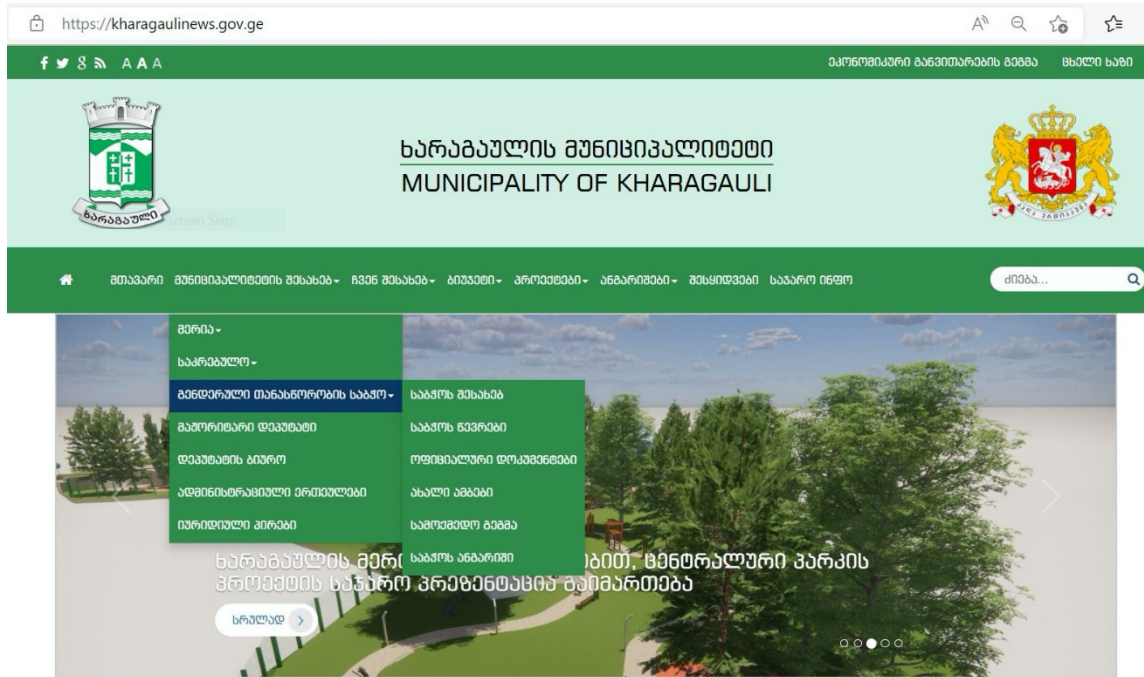 https://kharagaulinews.gov.ge
A A A
ეკონომიკური განვითარების გეგმა ცხელი ხაზი
ხარაგაულის მუნიციპალიტეტი
MUNICIPALITY OF KHARAGAULI
ხარაგაული
screen Snip
მთავარი მუნიციპალიტეტის შესახებ ჩვენ შესახებ ბიუჯეტი პროექტები ანგარიშები შესყიდვები საჯარო ინფო ძიება...
მერია
საკრებულო
გენდერული თანასწორობის საბჭო საბჭოს შესახებ
მაჟორიტარი დეპუტატი საბჭოს წევრები
დეპუტატის ბიურო ოფიციალური დოკუმენტები
ადმინისტრაციული ერთეულები ახალი ამბები
იურიდიული პირები სამოქმედო გეგმა
საბჭოს ანგარიში
ხარაგაულის ცენტრალური პარკის
პროექტის საჯარო პრეზენტაცია გაიმართება
სრულად